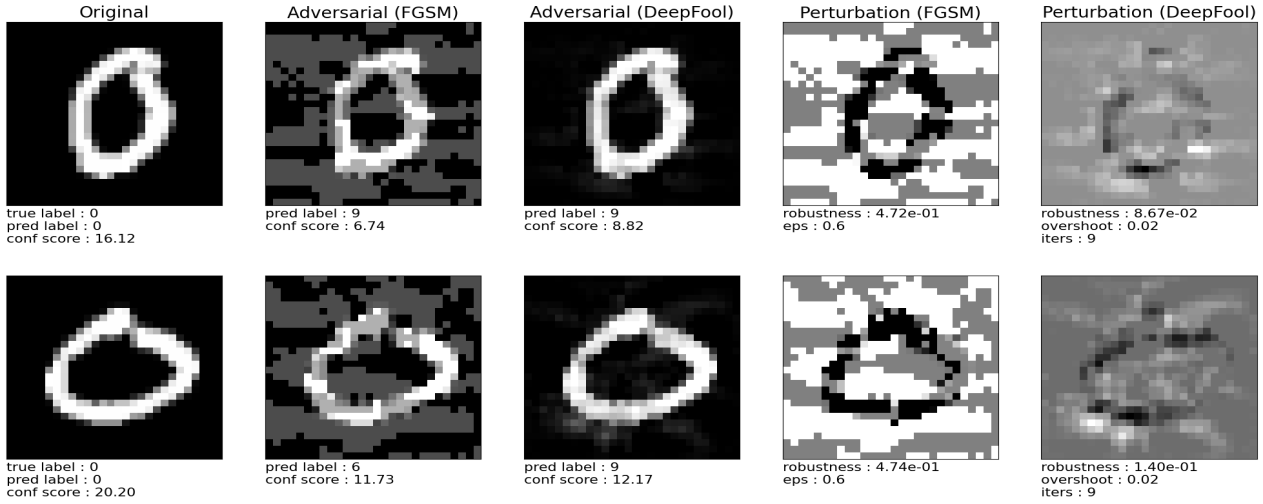 Original
Adversarial (FGSM)
Adversarial (DeepFool)
Perturbation (FGSM)
Perturbation (DeepFool)
true label : 0
pred label : 0
conf score : 16.12
pred label : 9
conf score : 6.74
pred label : 9
conf score : 8.82
robustness : 4.72e-01
eps : 0.6
robustness : 8.67e-02
overshoot : 0.02
iters : 9
true label : 0
pred label : 0
conf score : 20.20
pred label : 6
conf score : 11.73
pred label : 9
conf score : 12.17
robustness : 4.74e-01
eps : 0.6
robustness : 1.40e-01
overshoot : 0.02
iters : 9